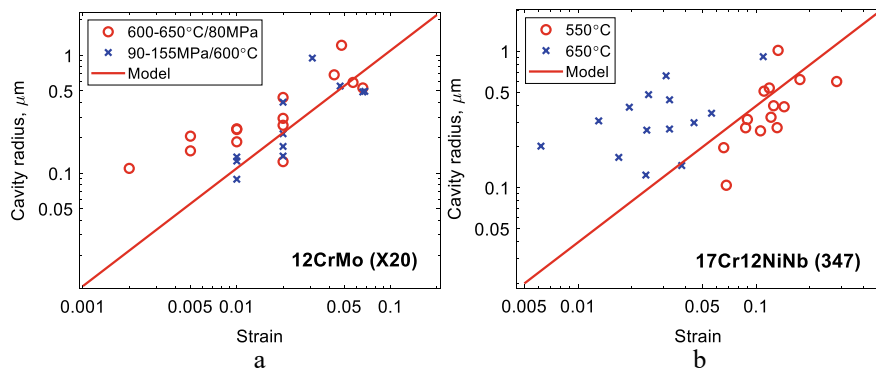 600-650°C/80MPa
90-155MPa/600°C
Model
1
0.5
0.1
0.05
Cavity radius, μm
12CrMo (X20)
0.001
0.005
0.01
0.05
0.1
Strain
a
550°C
650°C
Model
1
0.5
0.1
0.05
Cavity radius, μm
17Cr12NiNb (347)
0.005
0.01
0.05
0.1
0.5
Strain
b